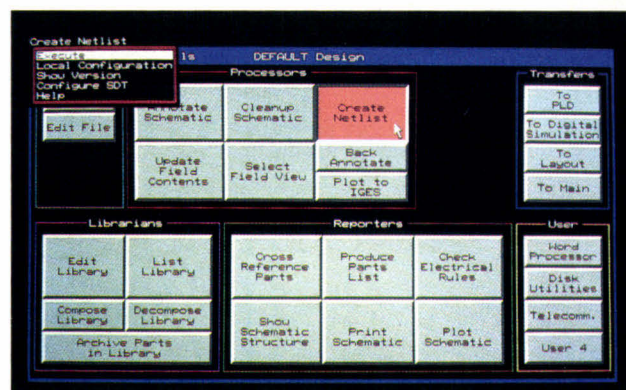 Create Netlist
Execute
Local Configuration
Show Version
Configure SDT
Help
ls DEFAULT Design
Processors
Annotate
Schematic
Cleanup
Schematic
Create
Netlist
Edit File
Update
Field
Contents
Select
Field View
Back
Annotate
Plot to
IGES
Transfers
To
PLD
To Digital
Simulation
To
Layout
To Main
Librarians
Edit
Library
List
Library
Compose
Library
Decompose
Library
Archive Parts
in Library
Reporters
Cross
Reference
Parts
Produce
Parts
List
Check
Electrical
Rules
Show
Schematic
Structure
Print
Schematic
Plot
Schematic
User
Word
Processor
Disk
Utilities
Telecomm.
User 4